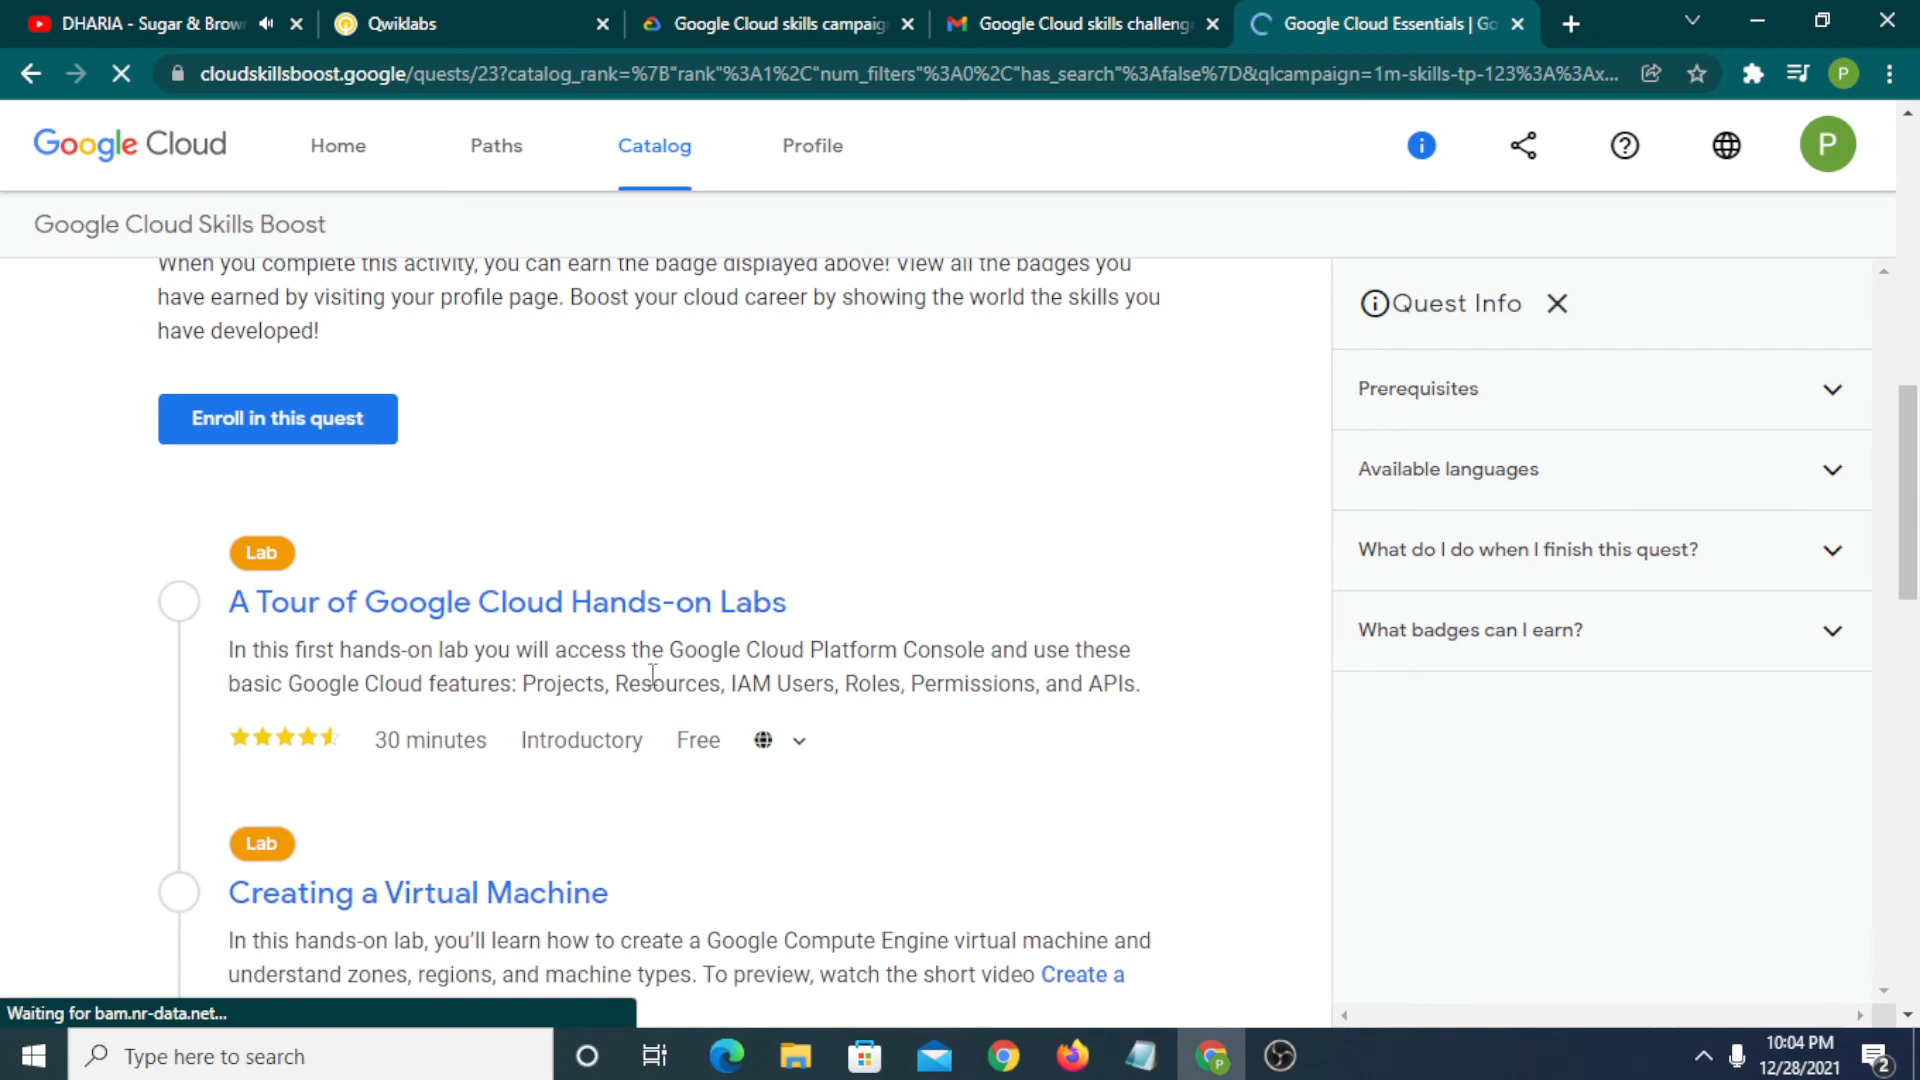 DHARIA - Sugar & Brow
Qwiklabs
Google Cloud skills campaig
Google Cloud skills challeng
Google Cloud Essentials | Go
cloudskillsboost.google/quests/23?catalog_rank=%7B"rank"%3A1%2C"num_filters"%3A0%2C"has_search"%3Afalse%7D&qlcampaign=1m-skills-tp-123%3A%3Ax...
P
Google Cloud
Home
Paths
Catalog
Profile
P
Google Cloud Skills Boost
When you complete this activity, you can earn the badge displayed above! View all the badges you
have earned by visiting your profile page. Boost your cloud career by showing the world the skills you
have developed!
Enroll in this quest
Lab
A Tour of Google Cloud Hands-on Labs
In this first hands-on lab you will access the Google Cloud Platform Console and use these
basic Google Cloud features: Projects, Resources, IAM Users, Roles, Permissions, and APIs.
30 minutes Introductory Free
Lab
Creating a Virtual Machine
In this hands-on lab, you'll learn how to create a Google Compute Engine virtual machine and
understand zones, regions, and machine types. To preview, watch the short video Create a
Quest Info
Prerequisites
Available languages
What do I do when I finish this quest?
What badges can I earn?
Waiting for bam.nr-data.net...
Type here to search
P
10:04 PM
12/28/2021
2